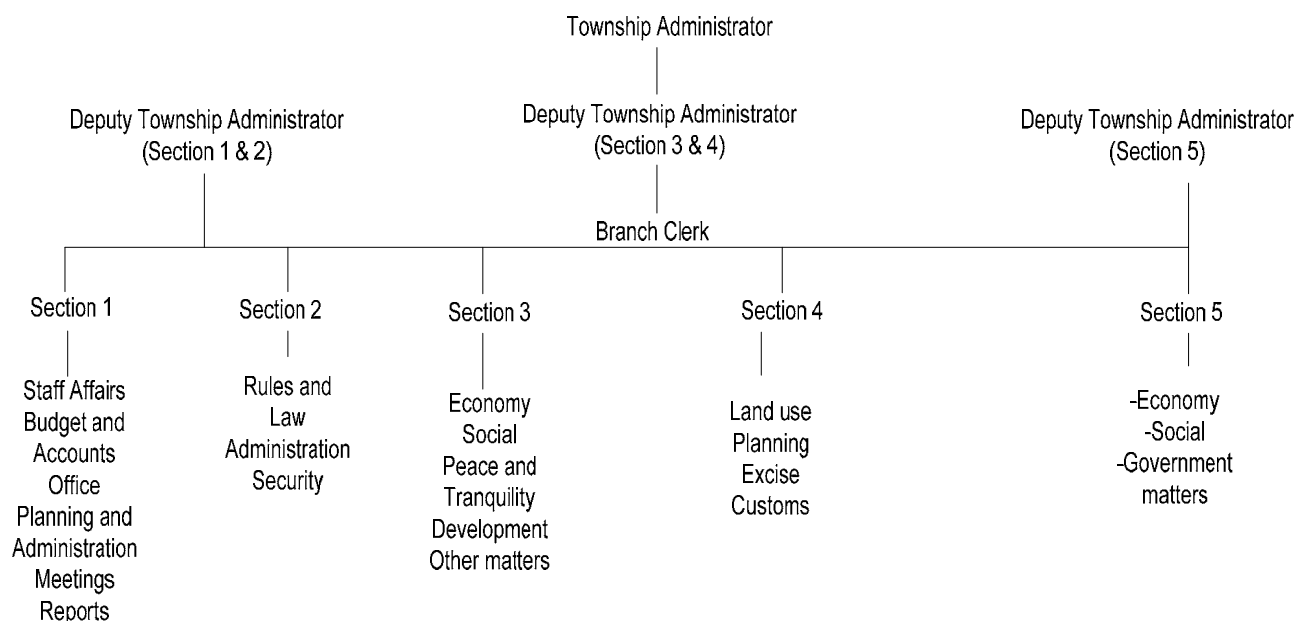 Township Administrator
Deputy Township Administrator
(Section 1 & 2)
Deputy Township Administrator
(Section 3 & 4)
Deputy Township Administrator
(Section 5)
Branch Clerk
Section 1
Section 2
Section 3
Section 4
Section 5
Staff Affairs
Budget and
Accounts
Office
Planning and
Administration
Meetings
Reports
Rules and
Law
Administration
Security
Economy
Social
Peace and
Tranquility
Development
Other matters
Land use
Planning
Excise
Customs
-Economy
-Social
-Government
matters